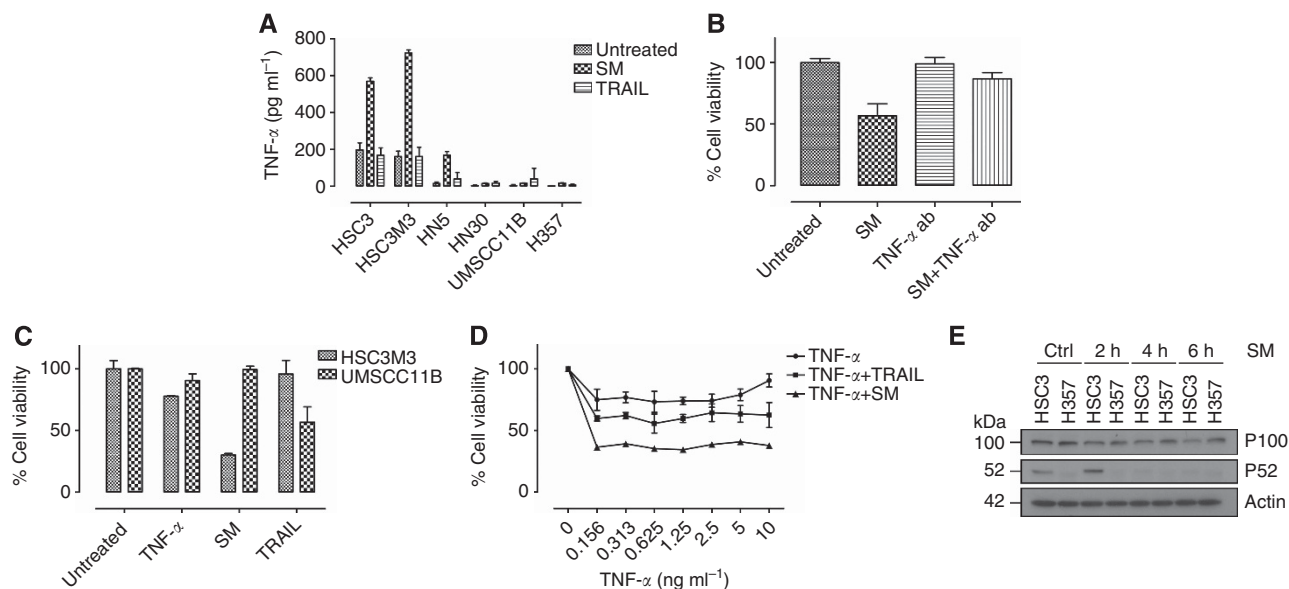 A
TNF-α (pg ml⁻¹)
800
600
400
200
0
Untreated
SM
TRAIL
HSC3
HSC3M3
HN5
HN30
UMSCC11B
H357
B
% Cell viability
100
50
0
Untreated
SM
TNF-α ab
SM+TNF-α ab
C
% Cell viability
100
50
0
HSC3M3
UMSCC11B
Untreated
TNF-α
SM
TRAIL
D
% Cell viability
100
50
0
TNF-α
TNF-α+TRAIL
TNF-α+SM
0
0.156
0.313
0.625
1.25
2.5
5
10
TNF-α (ng ml⁻¹)
E
Ctrl 2 h 4 h 6 h SM
HSC3 H357 HSC3 H357 HSC3 H357 HSC3 H357
kDa
100 P100
52 P52
42 Actin